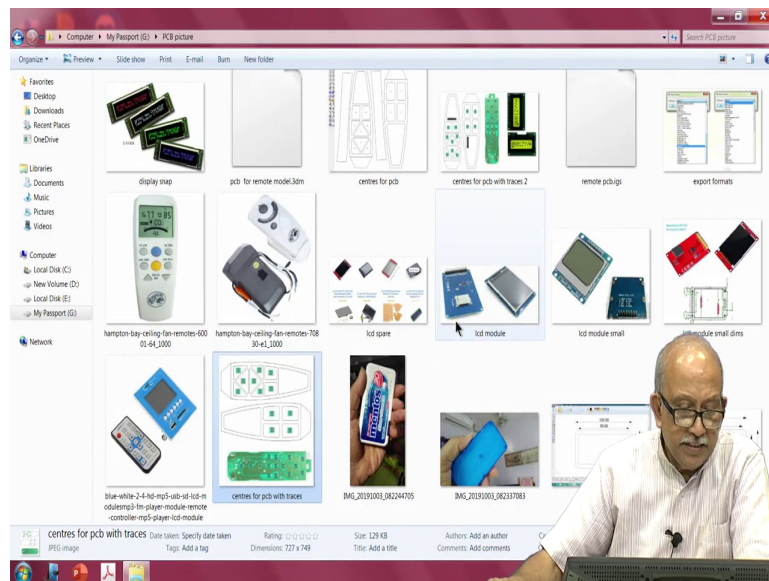 Computer ▸ My Passport (G:) ▸ PCB picture
Search PCB picture
Organize
Preview
Slide show
Print
E-mail
Burn
New folder
Favorites
Desktop
Downloads
Recent Places
OneDrive
Libraries
Documents
Music
Pictures
Videos
Computer
Local Disk (C:)
New Volume (D:)
Local Disk (E:)
My Passport (G:)
Network
display snap
pcb for remote model.3dm
centres for pcb
centres for pcb with traces 2
remote pcb.igs
export formats
hampton-bay-ceiling-fan-remotes-600
01-64_1000
hampton-bay-ceiling-fan-remotes-708
30-e1_1000
lcd spare
lcd module
lcd module small
lcd module small dims
mentos
blue-white-2-4-hd-mp5-usb-sd-lcd-m
odulesmp3-fm-player-module-remote
-controller-mp5-player-lcd-module
centres for pcb with traces
IMG_20191003_082244705
IMG_20191003_082337083
centres for pcb with traces
JPEG image
Date taken: Specify date taken
Tags: Add a tag
Rating:
Dimensions: 727 x 749
Size: 129 KB
Title: Add a title
Authors: Add an author
Comments: Add comments